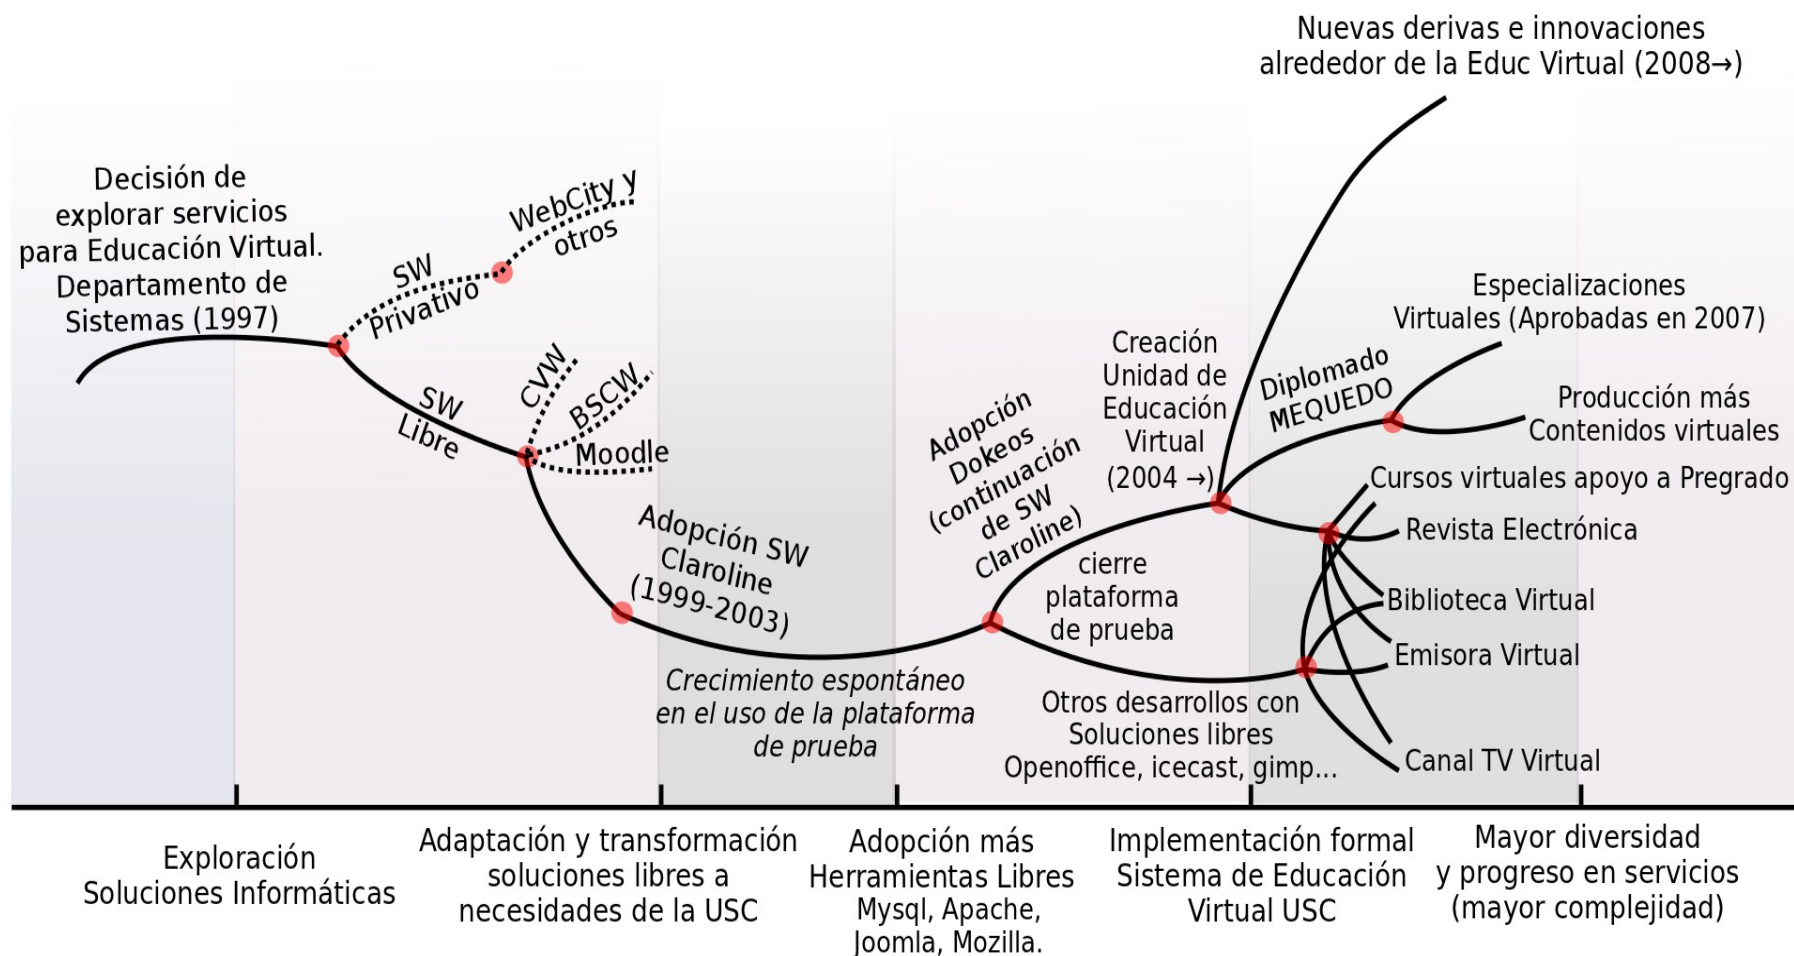 Nuevas derivas e innovaciones
alrededor de la Educ Virtual (2008→)
Decisión de
explorar servicios
para Educación Virtual.
Departamento de
Sistemas (1997)
SW
Privativo
WebCity y
otros
SW
Libre
CVW
BSCW
Moodle
Adopción SW
Claroline
(1999-2003)
Crecimiento espontáneo
en el uso de la plataforma
de prueba
Adopción
Dokeos
(continuación
de SW
Claroline)
cierre
plataforma
de prueba
Otros desarrollos con
Soluciones libres
Openoffice, icecast, gimp...
Creación
Unidad de
Educación
Virtual
(2004 →)
Diplomado
MEQUEDO
Especializaciones
Virtuales (Aprobadas en 2007)
Producción más
Contenidos virtuales
Cursos virtuales apoyo a Pregrado
Revista Electrónica
Biblioteca Virtual
Emisora Virtual
Canal TV Virtual
Exploración
Soluciones Informáticas
Adaptación y transformación
soluciones libres a
necesidades de la USC
Adopción más
Herramientas Libres
Mysql, Apache,
Joomla, Mozilla.
Implementación formal
Sistema de Educación
Virtual USC
Mayor diversidad
y progreso en servicios
(mayor complejidad)